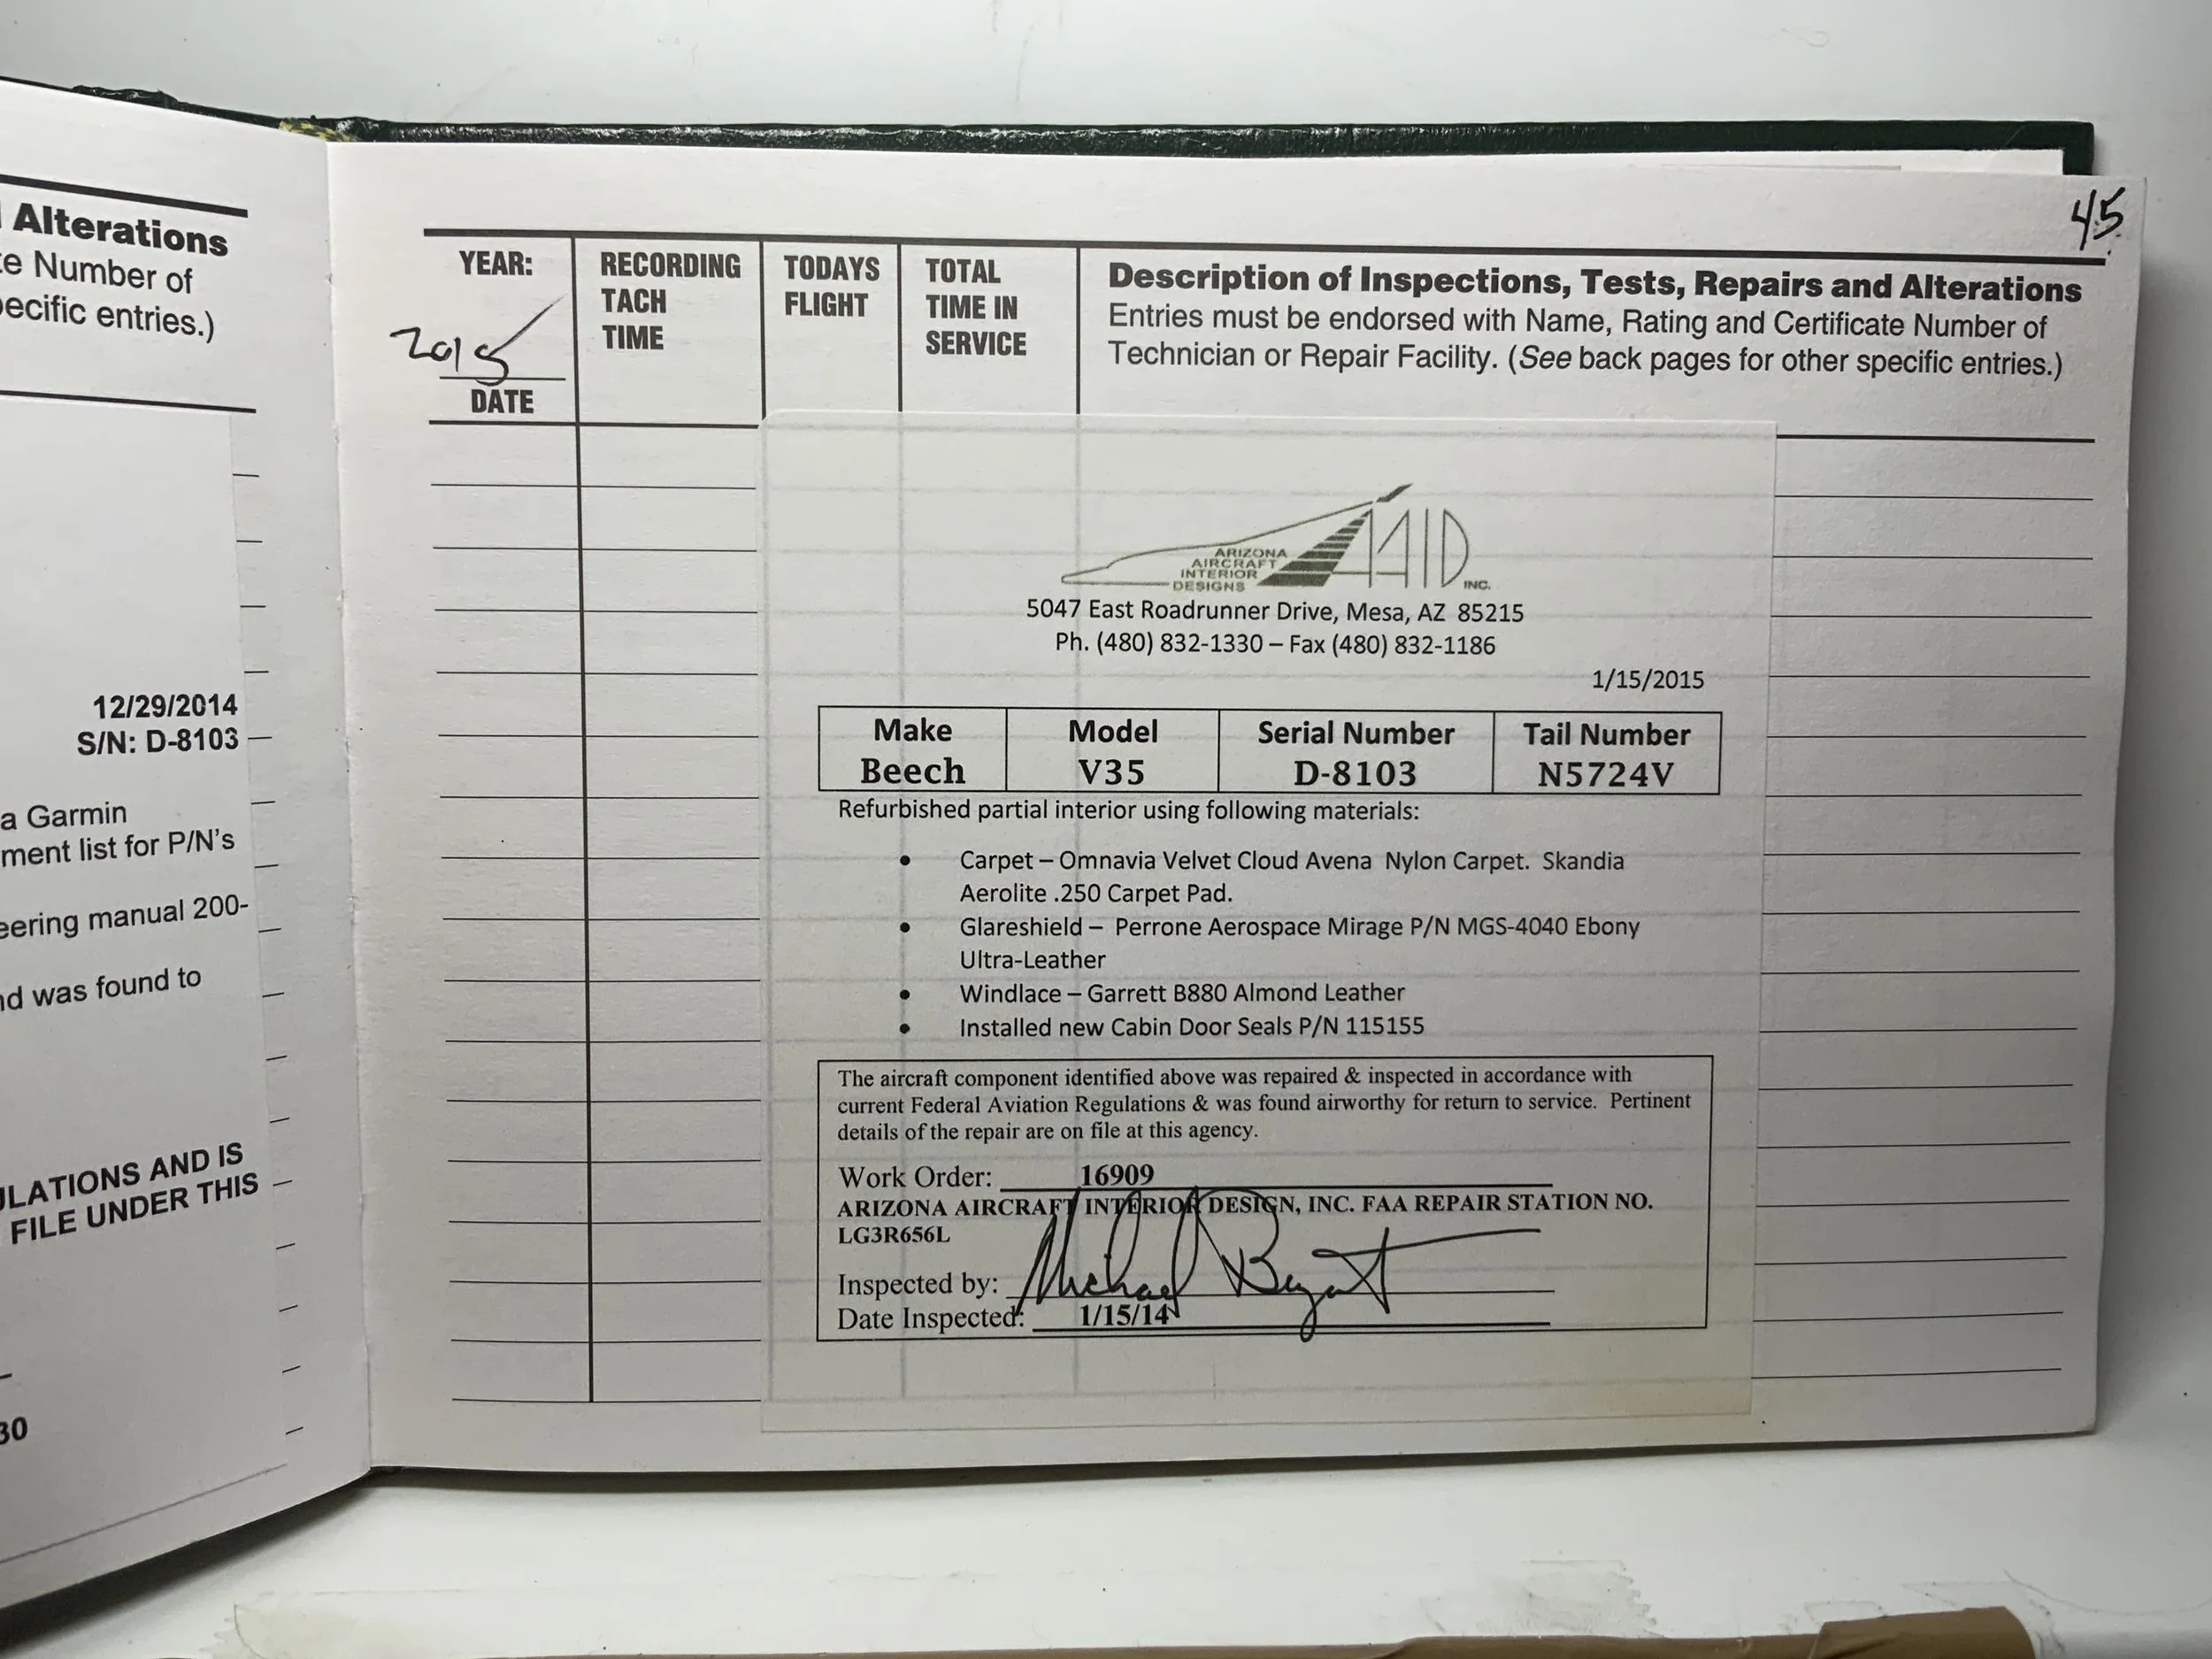 Alterations
e Number of
ecific entries.)
12/29/2014
S/N: D-8103
a Garmin
ment list for P/N's
eering manual 200-
nd was found to
ULATIONS AND IS
FILE UNDER THIS
30
45
YEAR:
2015
DATE
RECORDING
TACH
TIME
TODAYS
FLIGHT
TOTAL
TIME IN
SERVICE
Description of Inspections, Tests, Repairs and Alterations
Entries must be endorsed with Name, Rating and Certificate Number of
Technician or Repair Facility. (See back pages for other specific entries.)
ARIZONA
AIRCRAFT
INTERIOR
DESIGNS
AAID
INC.
5047 East Roadrunner Drive, Mesa, AZ 85215
Ph. (480) 832-1330 – Fax (480) 832-1186
1/15/2015
Make Model Serial Number Tail Number
Beech V35 D-8103 N5724V
Refurbished partial interior using following materials:
• Carpet – Omnavia Velvet Cloud Avena Nylon Carpet. Skandia
Aerolite .250 Carpet Pad.
• Glareshield – Perrone Aerospace Mirage P/N MGS-4040 Ebony
Ultra-Leather
• Windlace – Garrett B880 Almond Leather
• Installed new Cabin Door Seals P/N 115155
The aircraft component identified above was repaired & inspected in accordance with
current Federal Aviation Regulations & was found airworthy for return to service. Pertinent
details of the repair are on file at this agency.
Work Order: 16909
ARIZONA AIRCRAFT INTERIOR DESIGN, INC. FAA REPAIR STATION NO.
LG3R656L
Inspected by: Michael Bryant
Date Inspected: 1/15/14